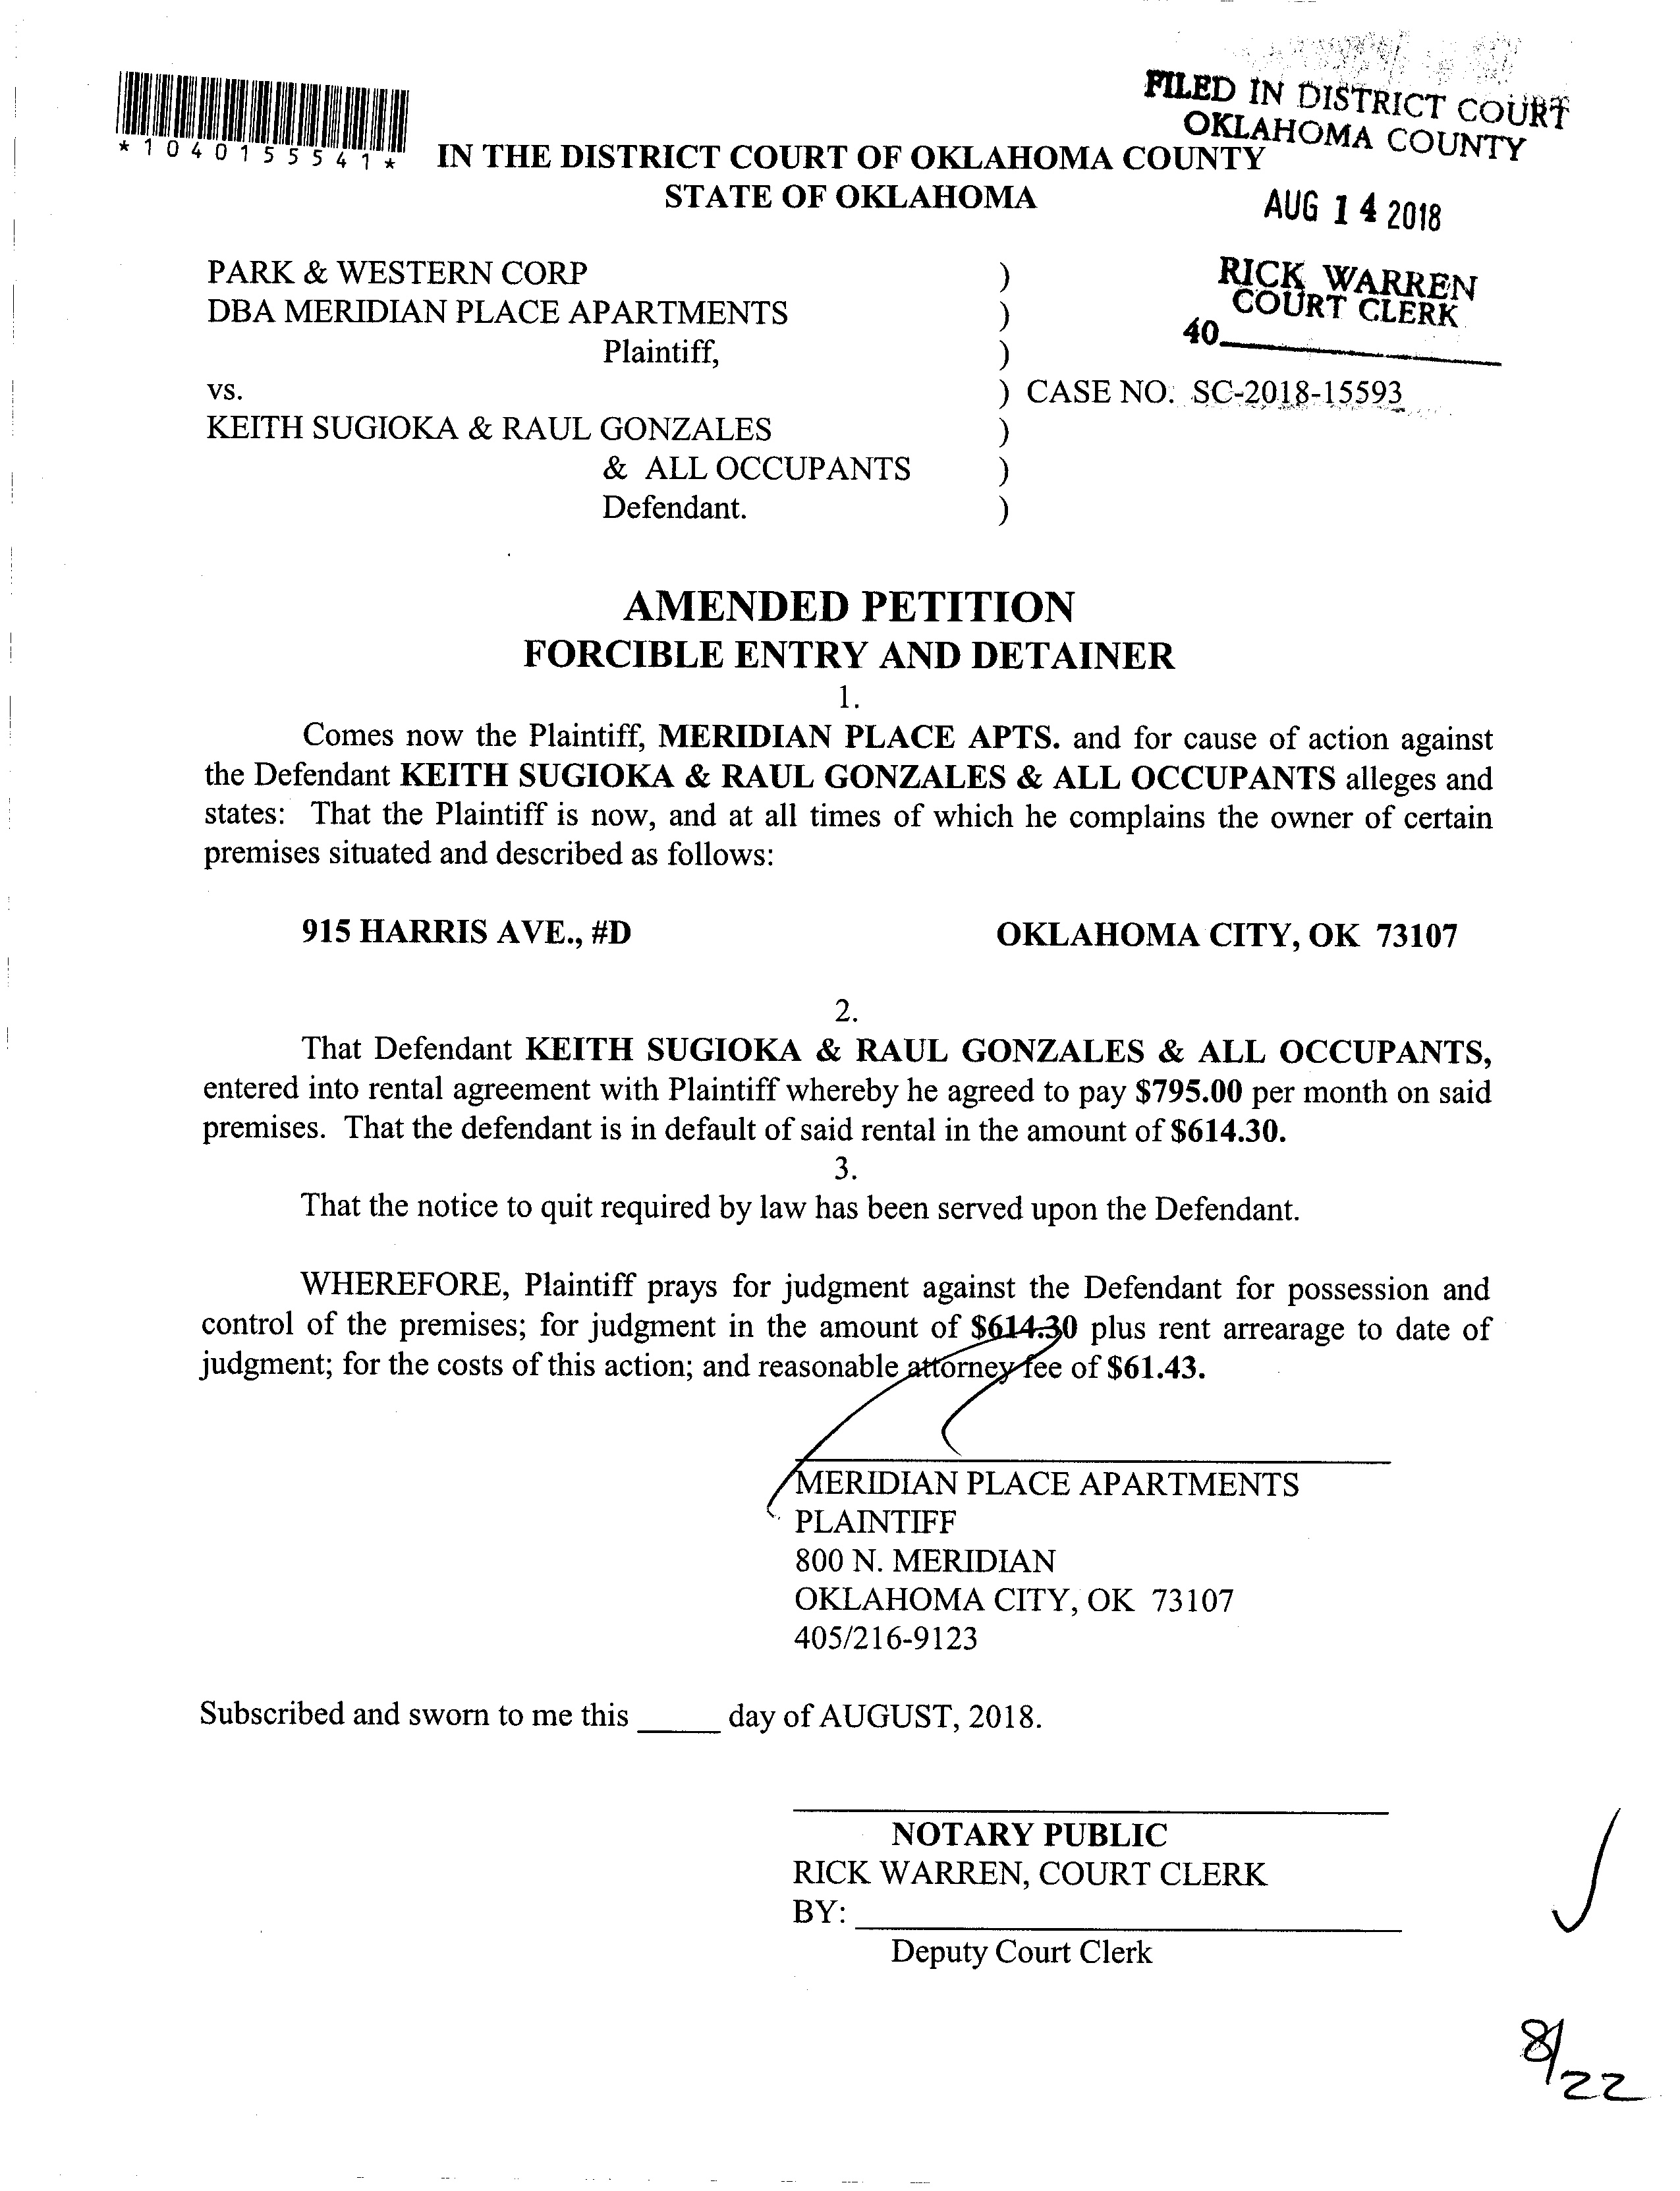 FILED IN DISTRICT COURT
OKLAHOMA COUNTY
*1040155541*
IN THE DISTRICT COURT OF OKLAHOMA COUNTY
STATE OF OKLAHOMA
AUG 14 2018
RICK WARREN
COURT CLERK
40
PARK & WESTERN CORP )
DBA MERIDIAN PLACE APARTMENTS )
Plaintiff, )
vs. ) CASE NO. SC-2018-15593
KEITH SUGIOKA & RAUL GONZALES )
& ALL OCCUPANTS )
Defendant. )
AMENDED PETITION
FORCIBLE ENTRY AND DETAINER
1.
Comes now the Plaintiff, MERIDIAN PLACE APTS. and for cause of action against
the Defendant KEITH SUGIOKA & RAUL GONZALES & ALL OCCUPANTS alleges and
states: That the Plaintiff is now, and at all times of which he complains the owner of certain
premises situated and described as follows:
915 HARRIS AVE., #D OKLAHOMA CITY, OK 73107
2.
That Defendant KEITH SUGIOKA & RAUL GONZALES & ALL OCCUPANTS,
entered into rental agreement with Plaintiff whereby he agreed to pay $795.00 per month on said
premises. That the defendant is in default of said rental in the amount of $614.30.
3.
That the notice to quit required by law has been served upon the Defendant.
WHEREFORE, Plaintiff prays for judgment against the Defendant for possession and
control of the premises; for judgment in the amount of $614.30 plus rent arrearage to date of
judgment; for the costs of this action; and reasonable attorney fee of $61.43.
MERIDIAN PLACE APARTMENTS
PLAINTIFF
800 N. MERIDIAN
OKLAHOMA CITY, OK 73107
405/216-9123
Subscribed and sworn to me this _____ day of AUGUST, 2018.
NOTARY PUBLIC
RICK WARREN, COURT CLERK
BY:
Deputy Court Clerk
8/22